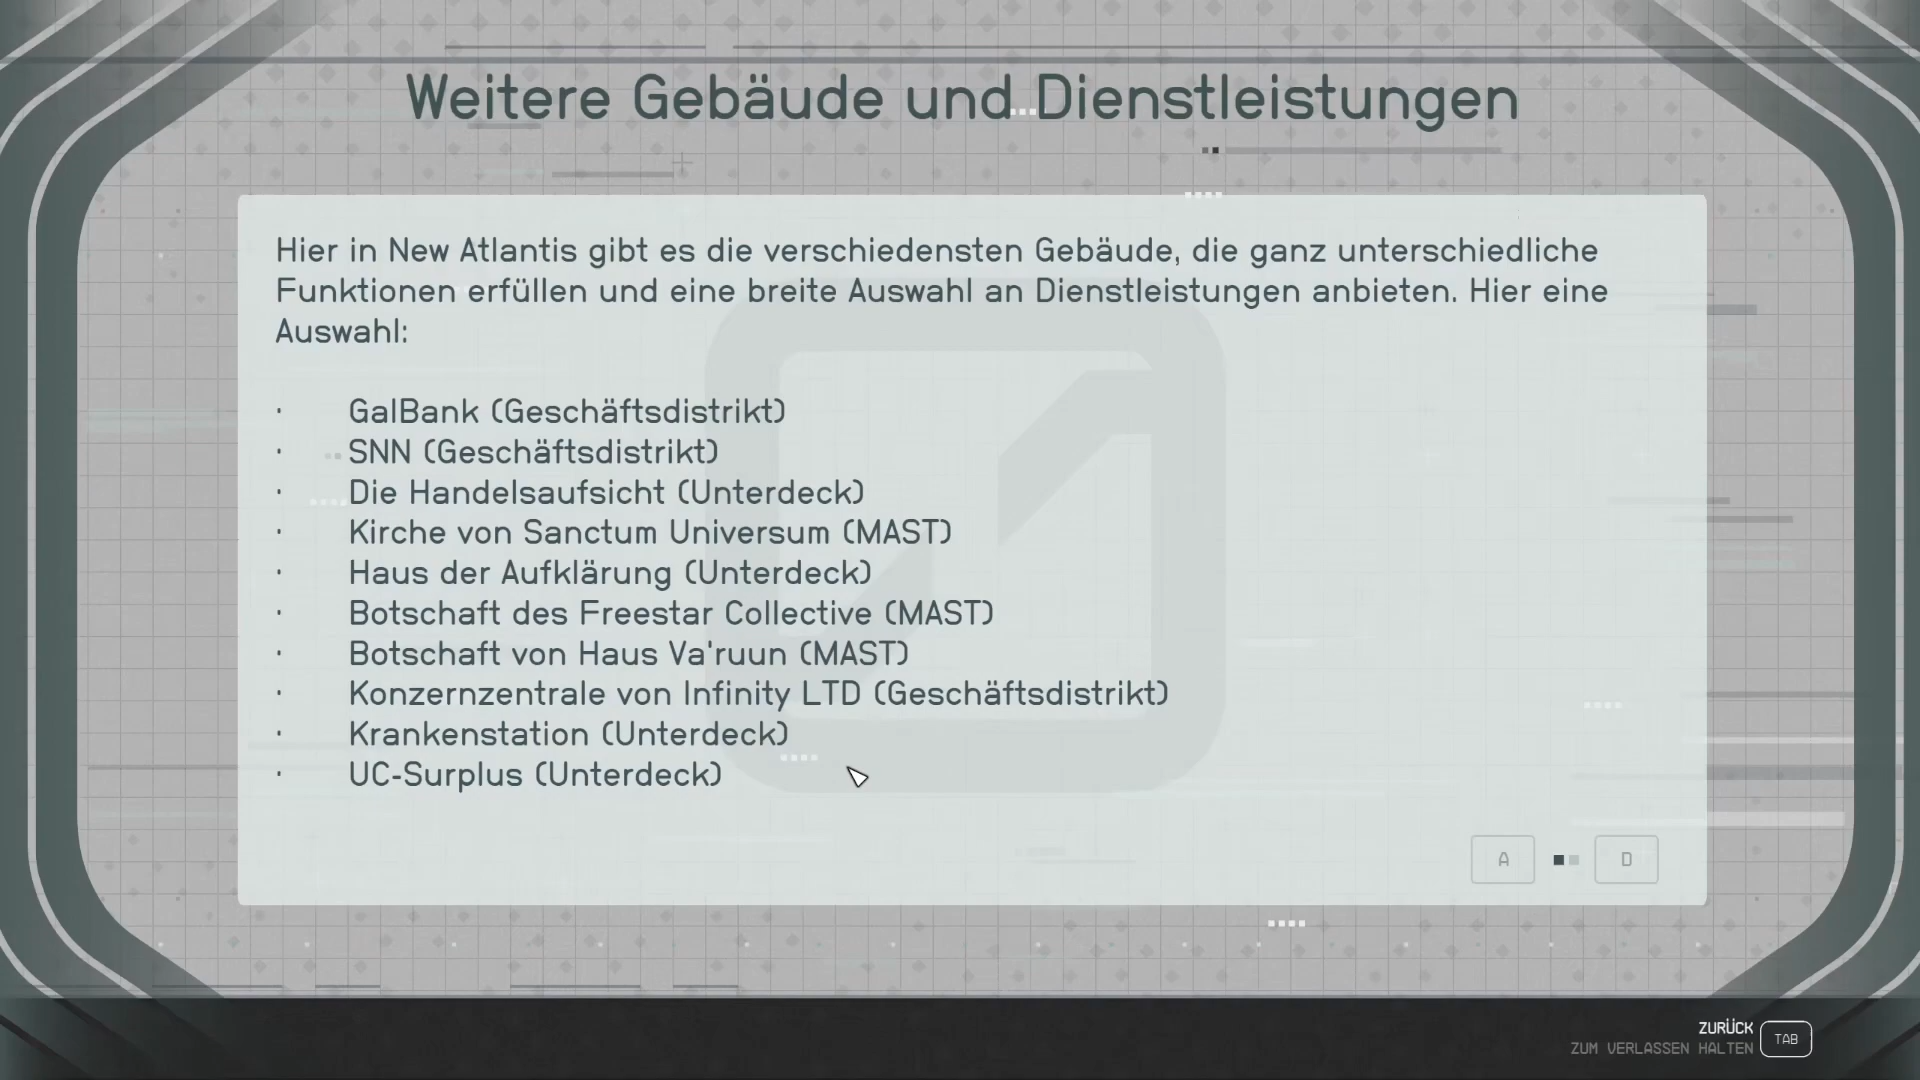 Weitere Gebäude und Dienstleistungen
Hier in New Atlantis gibt es die verschiedensten Gebäude, die ganz unterschiedliche
Funktionen erfüllen und eine breite Auswahl an Dienstleistungen anbieten. Hier eine
Auswahl:
· GalBank (Geschäftsdistrikt)
· SNN (Geschäftsdistrikt)
· Die Handelsaufsicht (Unterdeck)
· Kirche von Sanctum Universum (MAST)
· Haus der Aufklärung (Unterdeck)
· Botschaft des Freestar Collective (MAST)
· Botschaft von Haus Va'ruun (MAST)
· Konzernzentrale von Infinity LTD (Geschäftsdistrikt)
· Krankenstation (Unterdeck)
· UC-Surplus (Unterdeck)
A D
ZURÜCK
TAB
ZUM VERLASSEN HALTEN